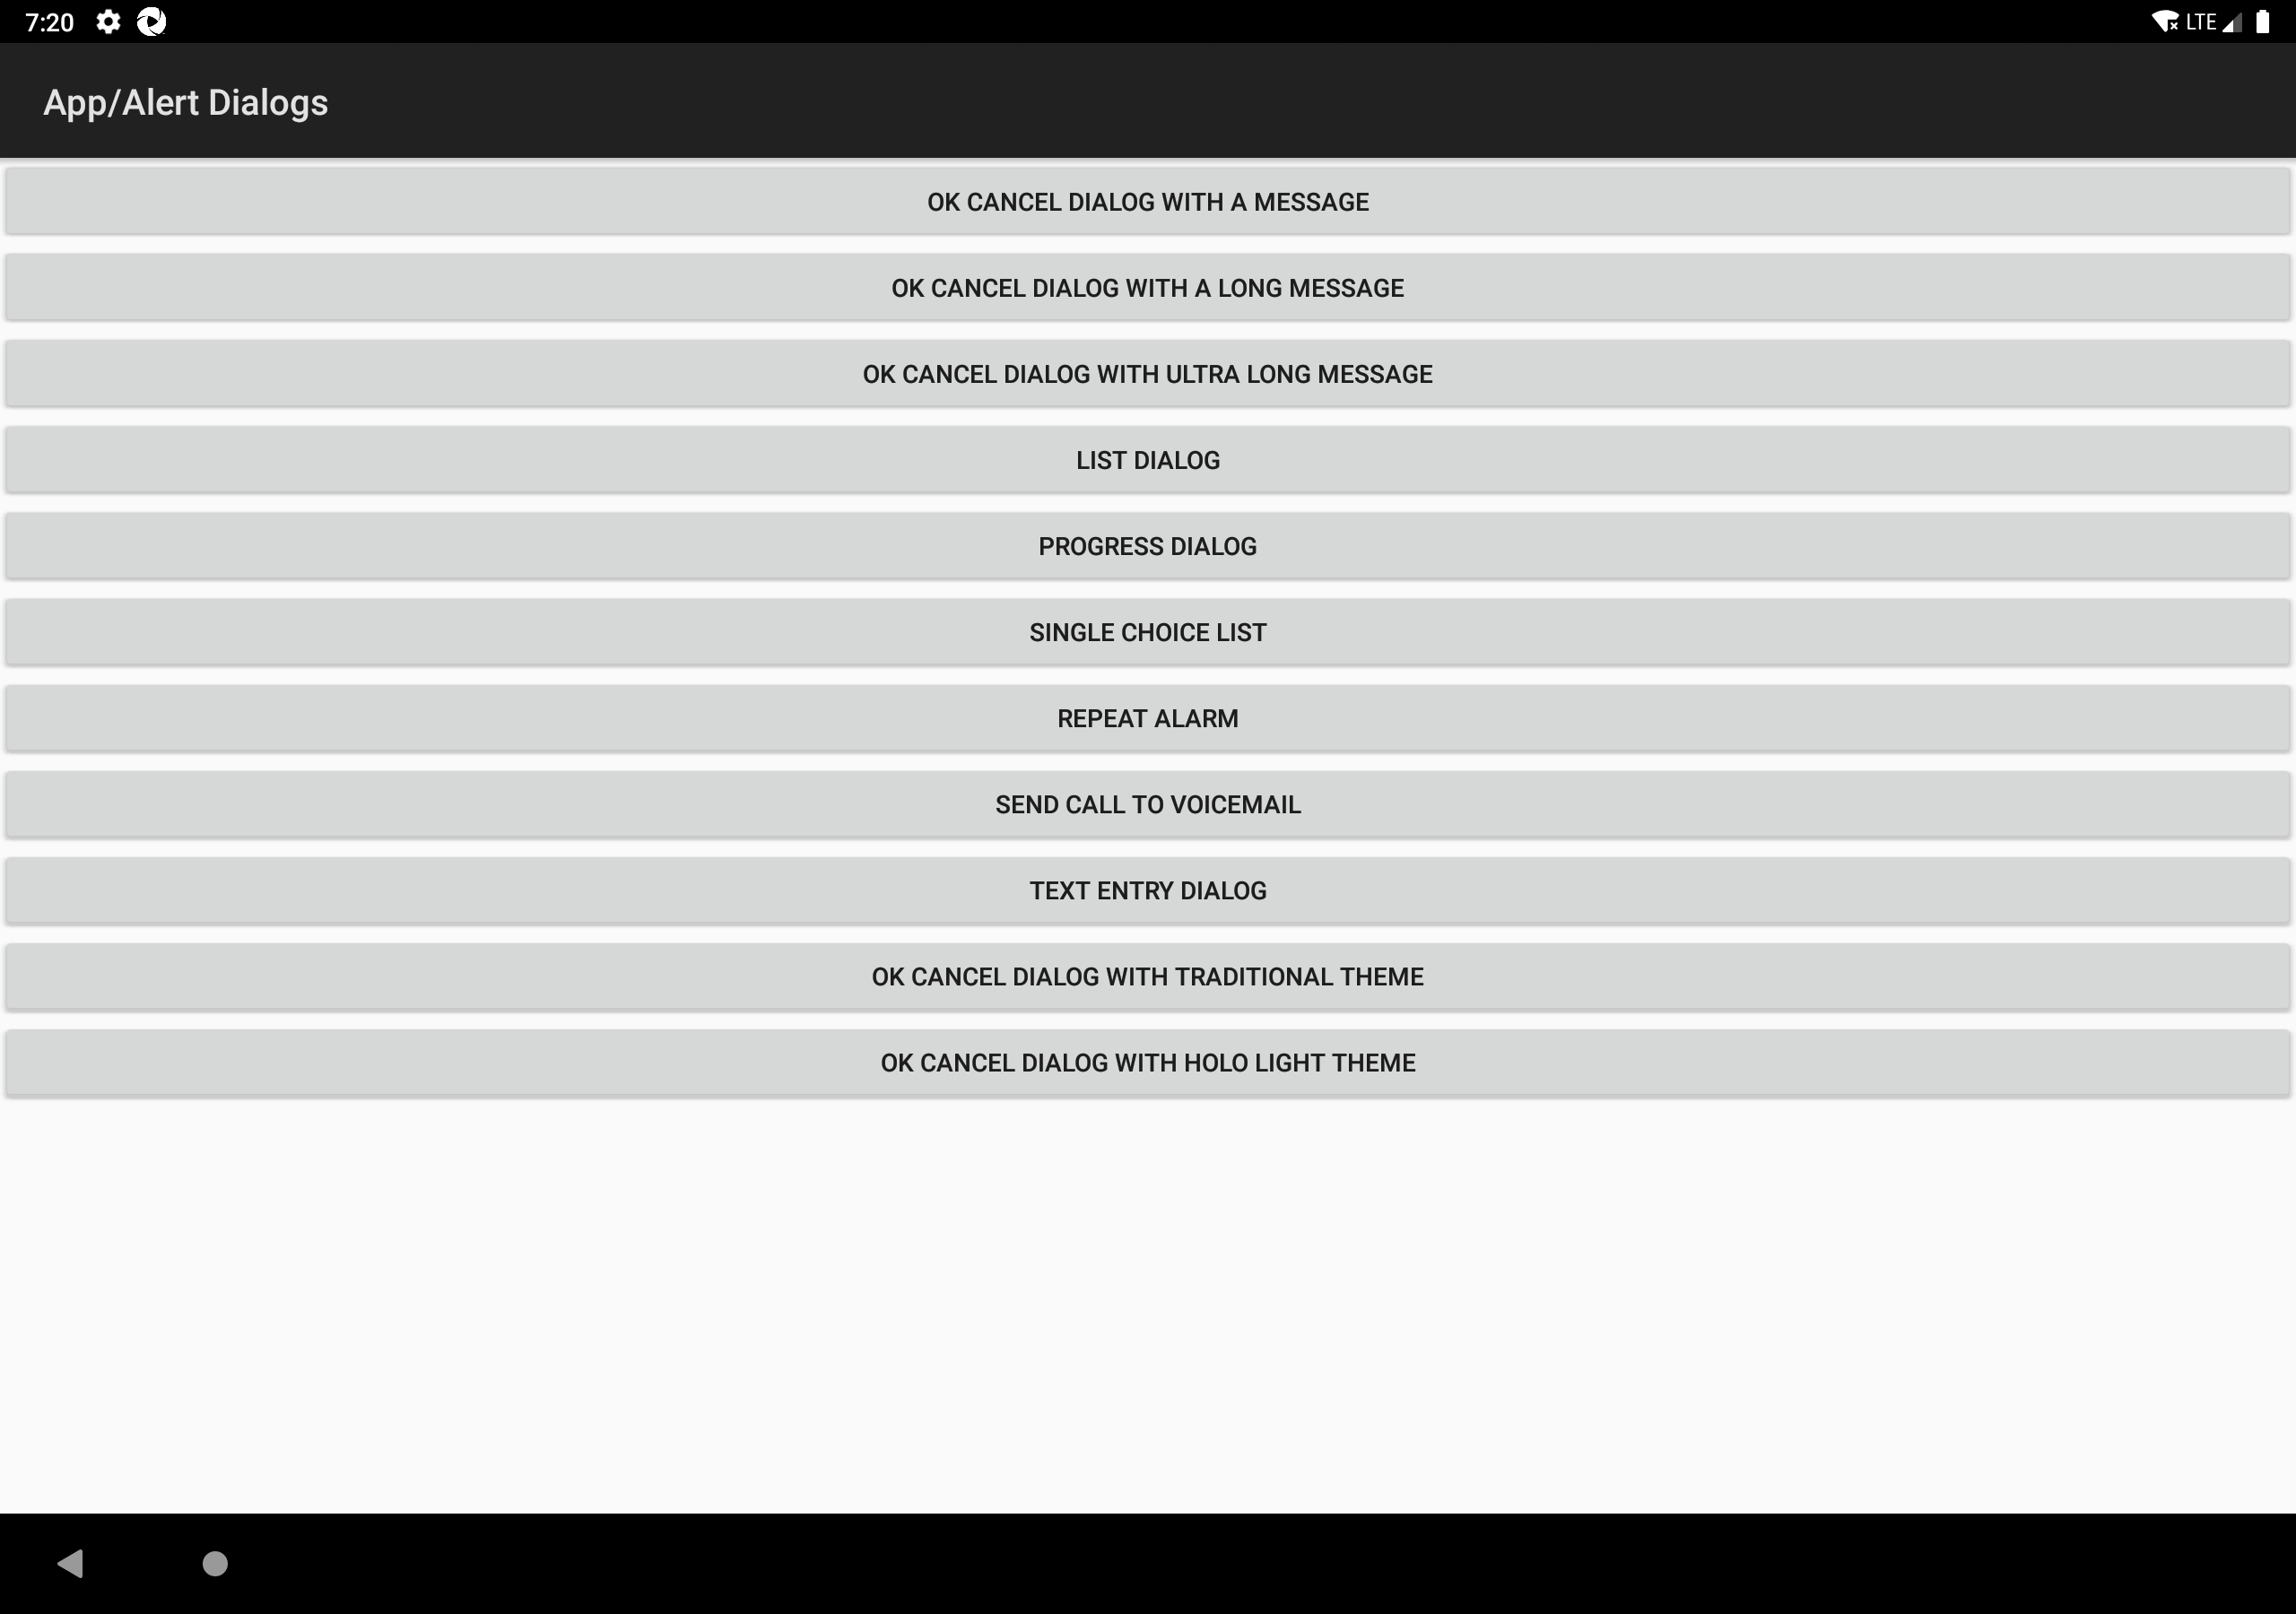 7:20 LTE
App/Alert Dialogs
OK CANCEL DIALOG WITH A MESSAGE
OK CANCEL DIALOG WITH A LONG MESSAGE
OK CANCEL DIALOG WITH ULTRA LONG MESSAGE
LIST DIALOG
PROGRESS DIALOG
SINGLE CHOICE LIST
REPEAT ALARM
SEND CALL TO VOICEMAIL
TEXT ENTRY DIALOG
OK CANCEL DIALOG WITH TRADITIONAL THEME
OK CANCEL DIALOG WITH HOLO LIGHT THEME